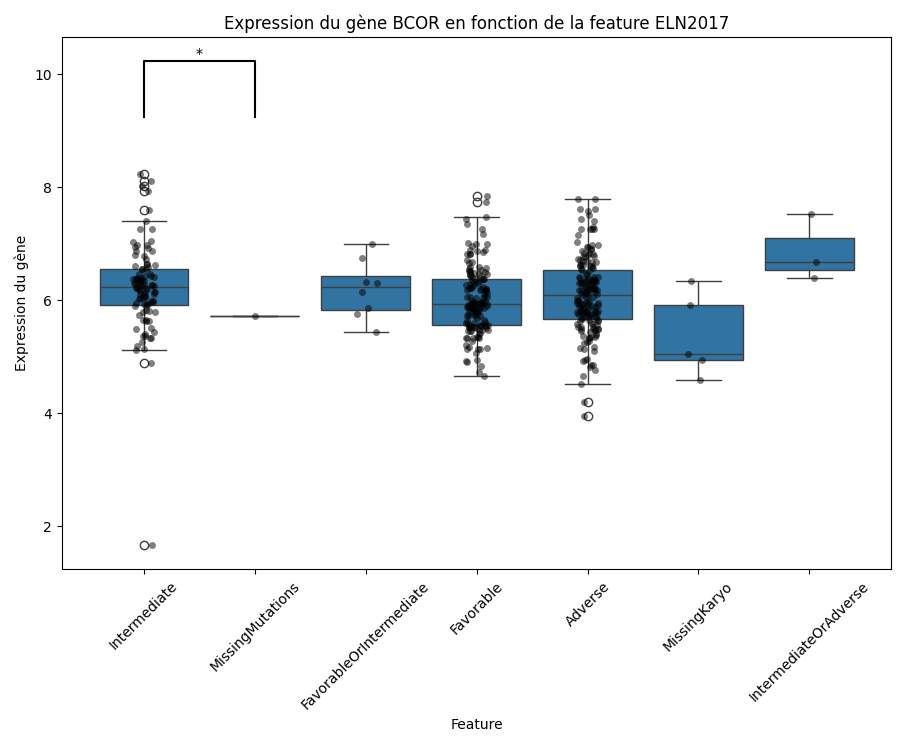 Expression du gène BCOR en fonction de la feature ELN2017
*
Expression du gène
10
8
6
4
2
Intermediate
MissingMutations
FavorableOrIntermediate
Favorable
Adverse
MissingKaryo
IntermediateOrAdverse
Feature